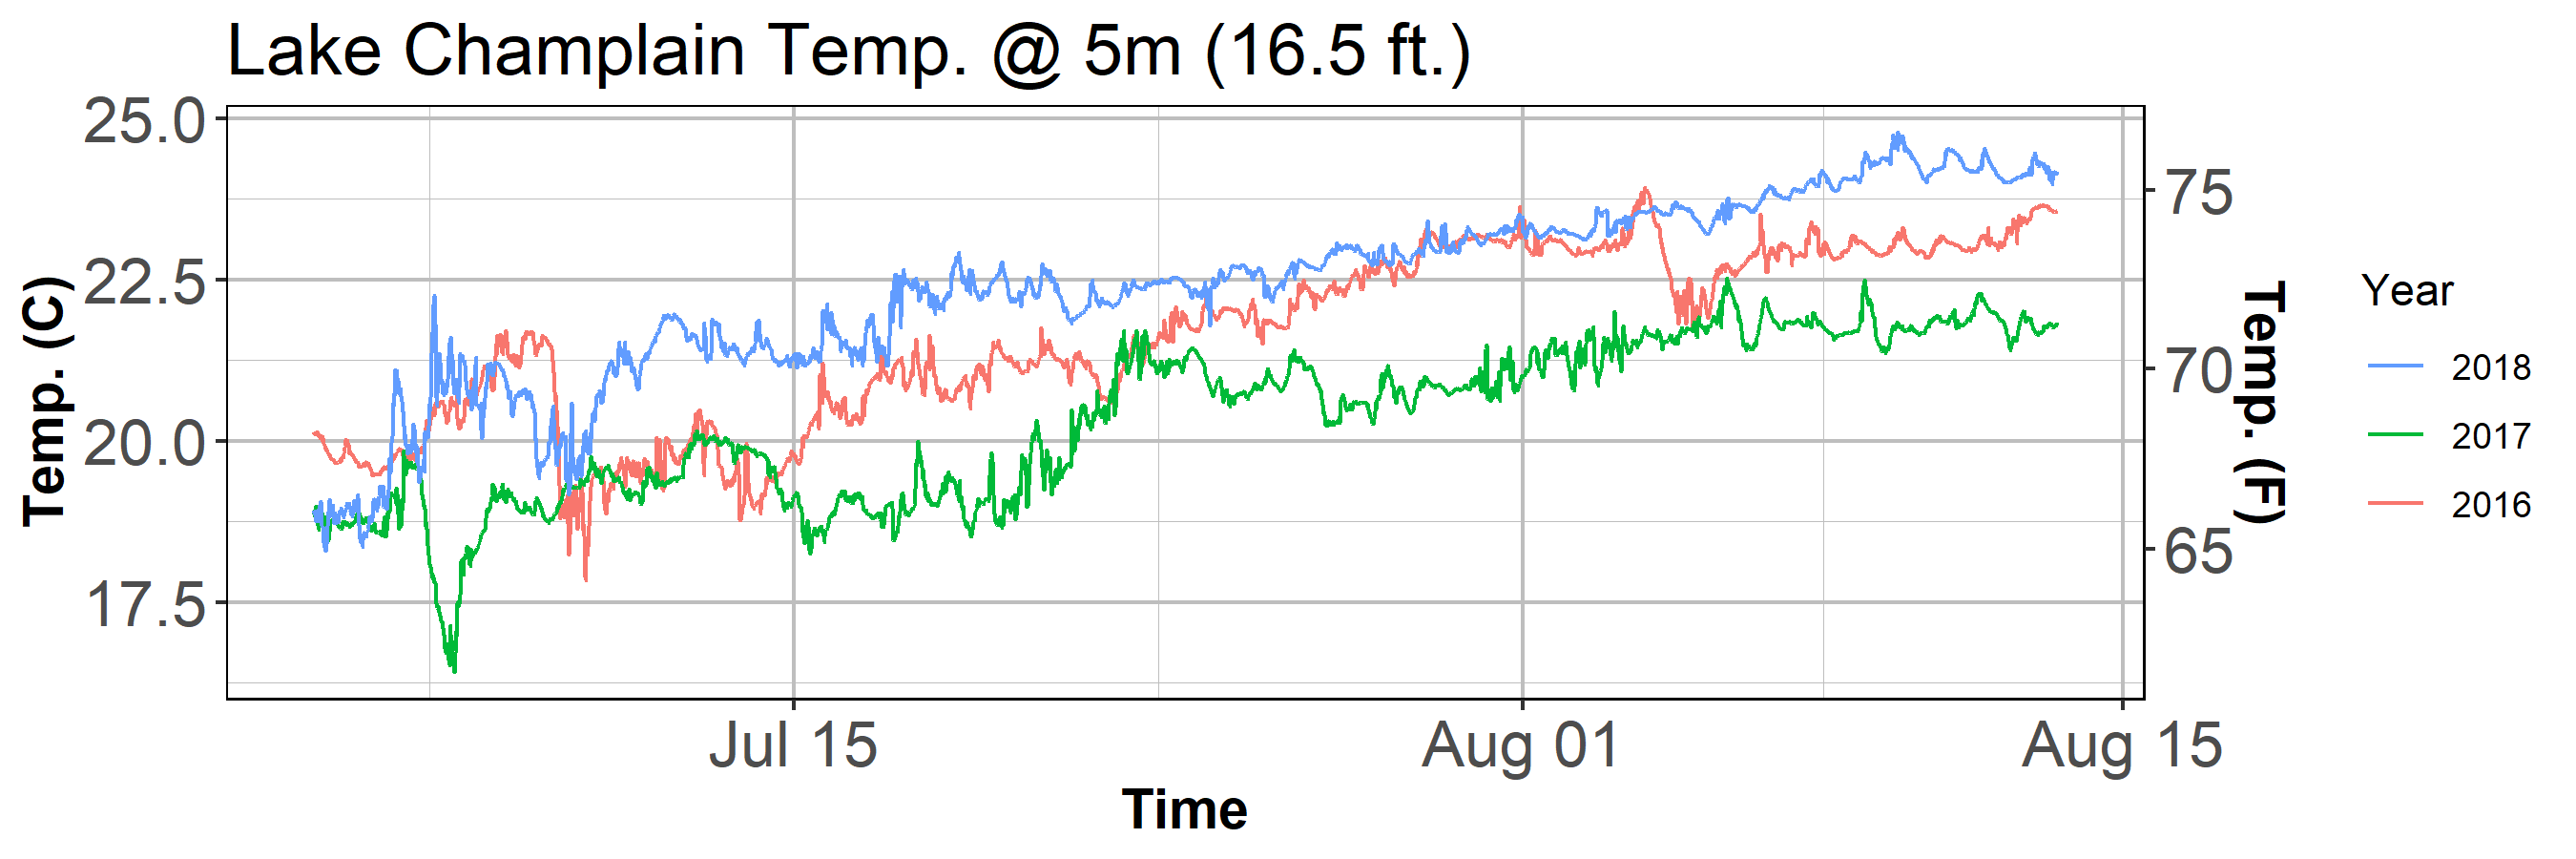 Lake Champlain Temp. @ 5m (16.5 ft.)
Temp. (C)
25.0
22.5
20.0
17.5
75
70
65
Temp. (F)
Jul 15
Aug 01
Aug 15
Time
Year
2018
2017
2016